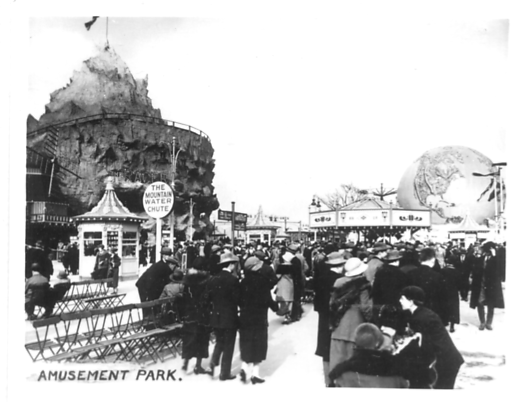 THE
MOUNTAIN
WATER
CHUTE
AMUSEMENT PARK.